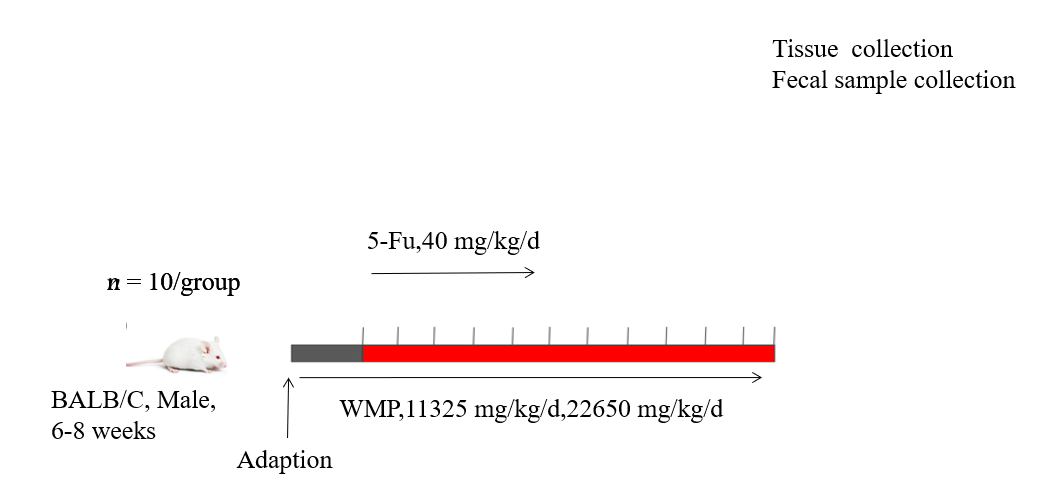 Tissue collection
Fecal sample collection
5-Fu,40 mg/kg/d
n = 10/group
BALB/C, Male,
6-8 weeks
WMP,11325 mg/kg/d,22650 mg/kg/d
Adaption